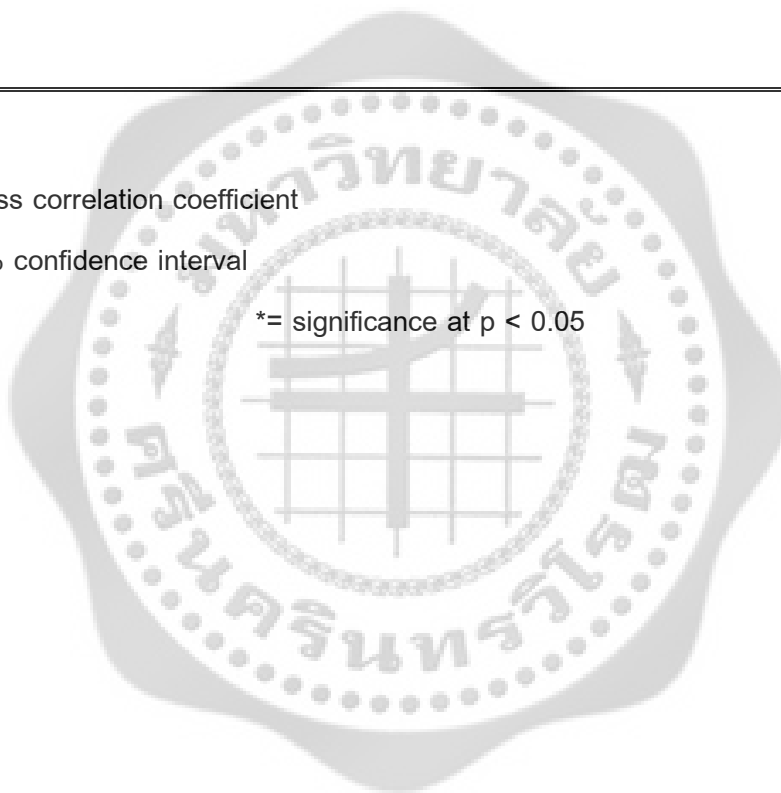 ss correlation coefficient
confidence interval
*= significance at p < 0.05
มหาวิทยาลัย
ศรีนครินทรวิโรฒ